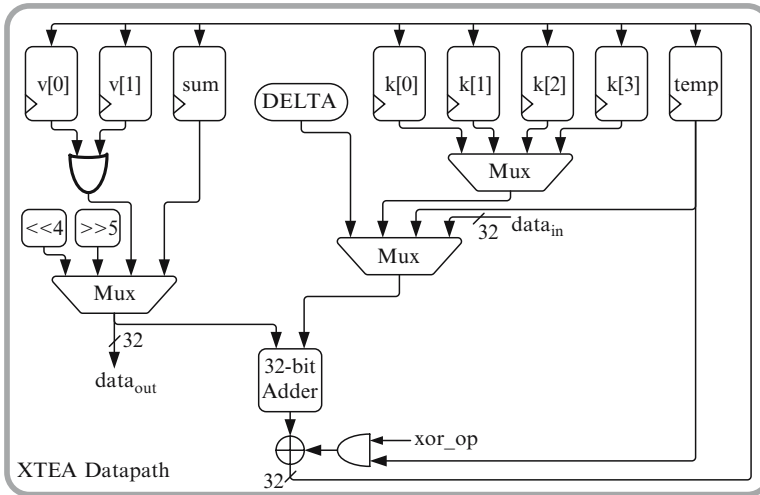 v[0]
v[1]
sum
k[0]
k[1]
k[2]
k[3]
temp
DELTA
Mux
<<4
>>5
32
data_in
Mux
Mux
32
data_out
32-bit
Adder
xor_op
32
XTEA Datapath